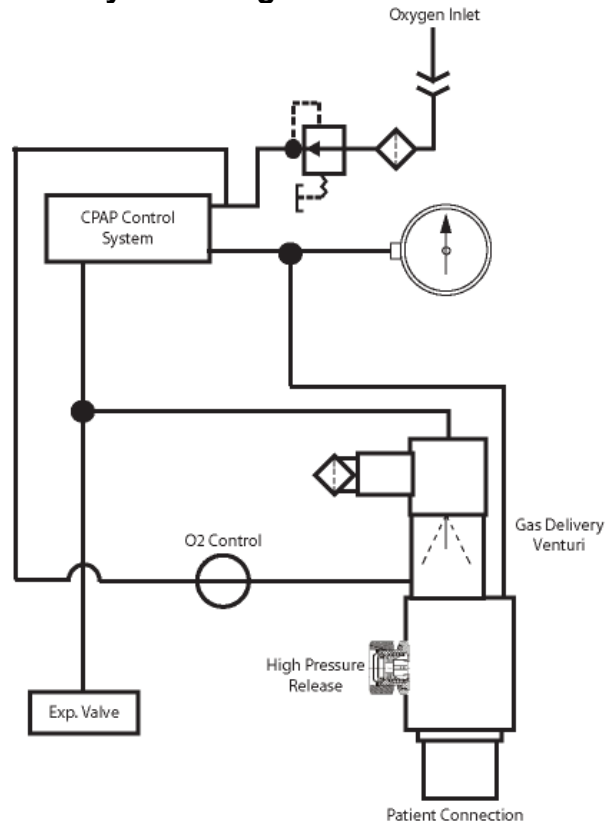 Oxygen Inlet
CPAP Control
System
Gas Delivery
Venturi
O2 Control
High Pressure
Release
Exp. Valve
Patient Connection